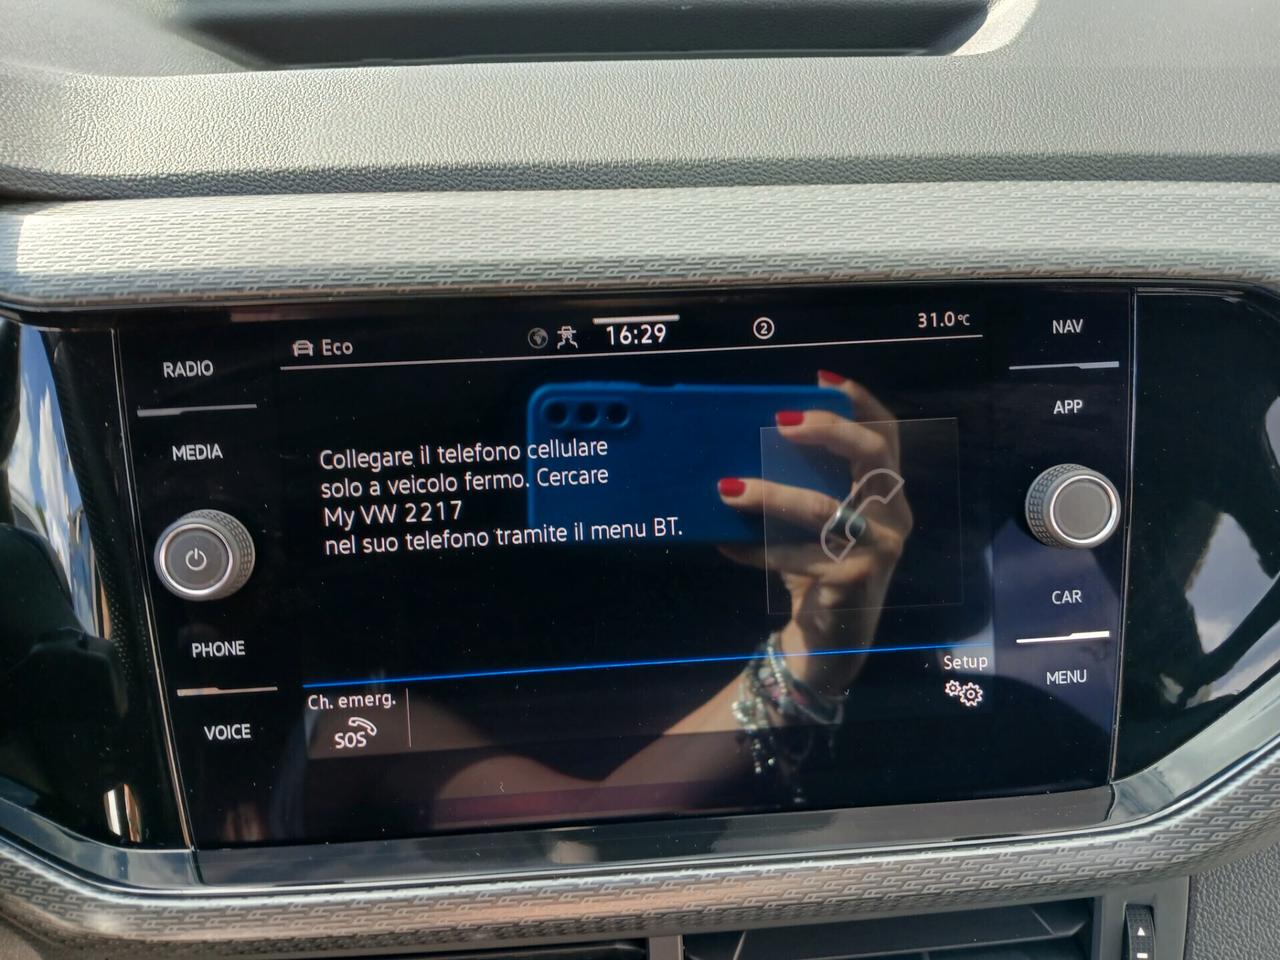 RADIO
MEDIA
PHONE
VOICE
Eco
16:29
2
31.0°C
Collegare il telefono cellulare
solo a veicolo fermo. Cercare
My VW 2217
nel suo telefono tramite il menu BT.
Ch. emerg.
SOS
Setup
NAV
APP
CAR
MENU